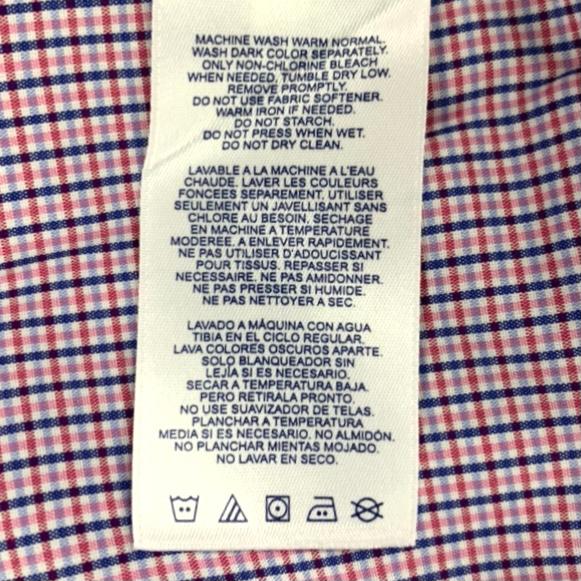 MACHINE WASH WARM NORMAL.
WASH DARK COLOR SEPARATELY.
ONLY NON-CHLORINE BLEACH
WHEN NEEDED, TUMBLE DRY LOW.
REMOVE PROMPTLY.
DO NOT USE FABRIC SOFTENER.
WARM IRON IF NEEDED.
DO NOT STARCH.
DO NOT PRESS WHEN WET.
DO NOT DRY CLEAN.
LAVABLE A LA MACHINE A L'EAU
CHAUDE. LAVER LES COULEURS
FONCEES SEPAREMENT, UTILISER
SEULEMENT UN JAVELLISANT SANS
CHLORE AU BESOIN, SECHAGE
EN MACHINE A TEMPERATURE
MODEREE, A ENLEVER RAPIDEMENT.
NE PAS UTILISER D'ADOUCISSANT
POUR TISSUS. REPASSER SI
NECESSAIRE. NE PAS AMIDONNER.
NE PAS PRESSER SI HUMIDE.
NE PAS NETTOYER A SEC.
LAVADO A MÁQUINA CON AGUA
TIBIA EN EL CICLO REGULAR.
LAVA COLORES OSCUROS APARTE.
SOLO BLANQUEADOR SIN
LEJÍA SI ES NECESARIO.
SECAR A TEMPERATURA BAJA.
PERO RETIRALA PRONTO.
NO USE SUAVIZADOR DE TELAS.
PLANCHAR A TEMPERATURA
MEDIA SI ES NECESARIO. NO ALMIDÓN.
NO PLANCHAR MIENTAS MOJADO.
NO LAVAR EN SECO.